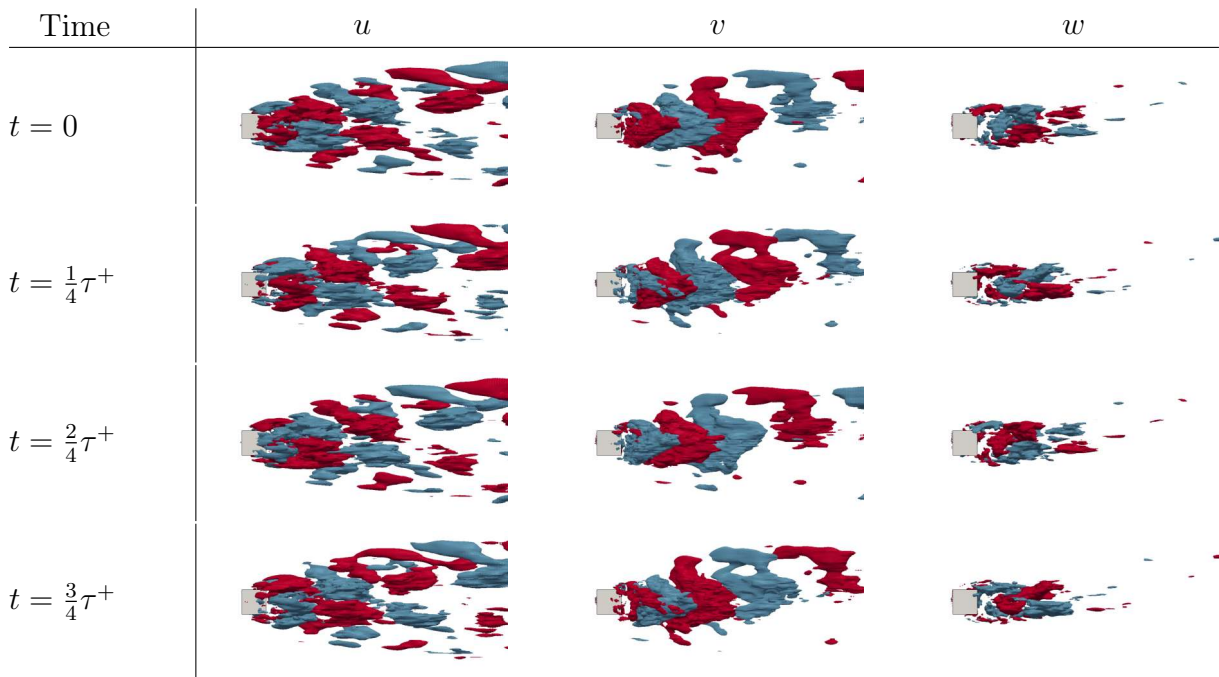 Time u v w
t = 0
t = 1/4 τ⁺
t = 2/4 τ⁺
t = 3/4 τ⁺